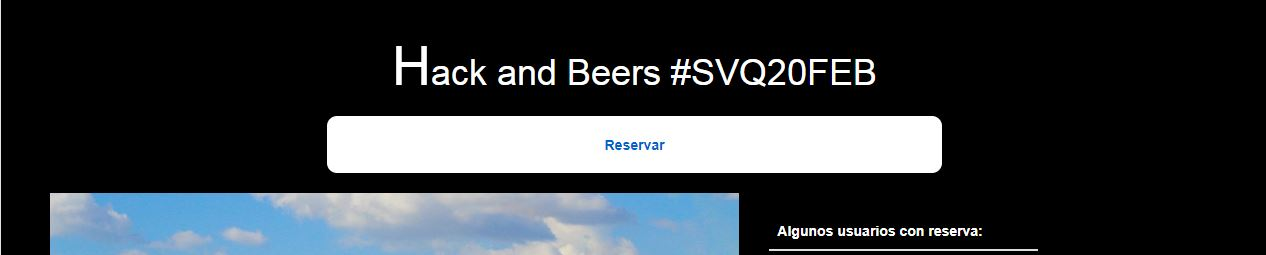 Hack and Beers #SVQ20FEB
Reservar
Algunos usuarios con reserva: